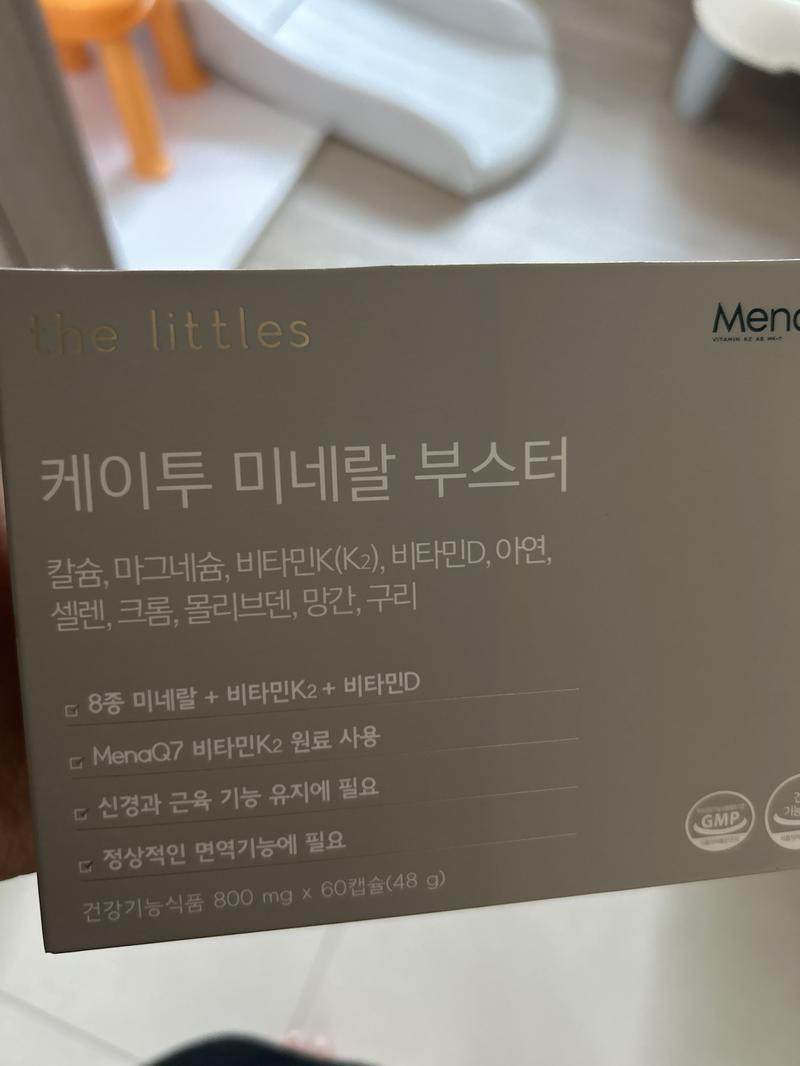 the littles
Mena
VITAMIN K2 AS MK-7
케이투 미네랄 부스터
칼슘, 마그네슘, 비타민K(K2), 비타민D, 아연,
셀렌, 크롬, 몰리브덴, 망간, 구리
8종 미네랄 + 비타민K2 + 비타민D
MenaQ7 비타민K2 원료 사용
신경과 근육 기능 유지에 필요
정상적인 면역기능에 필요
GMP
건강기능식품 800 mg x 60캡슐(48 g)